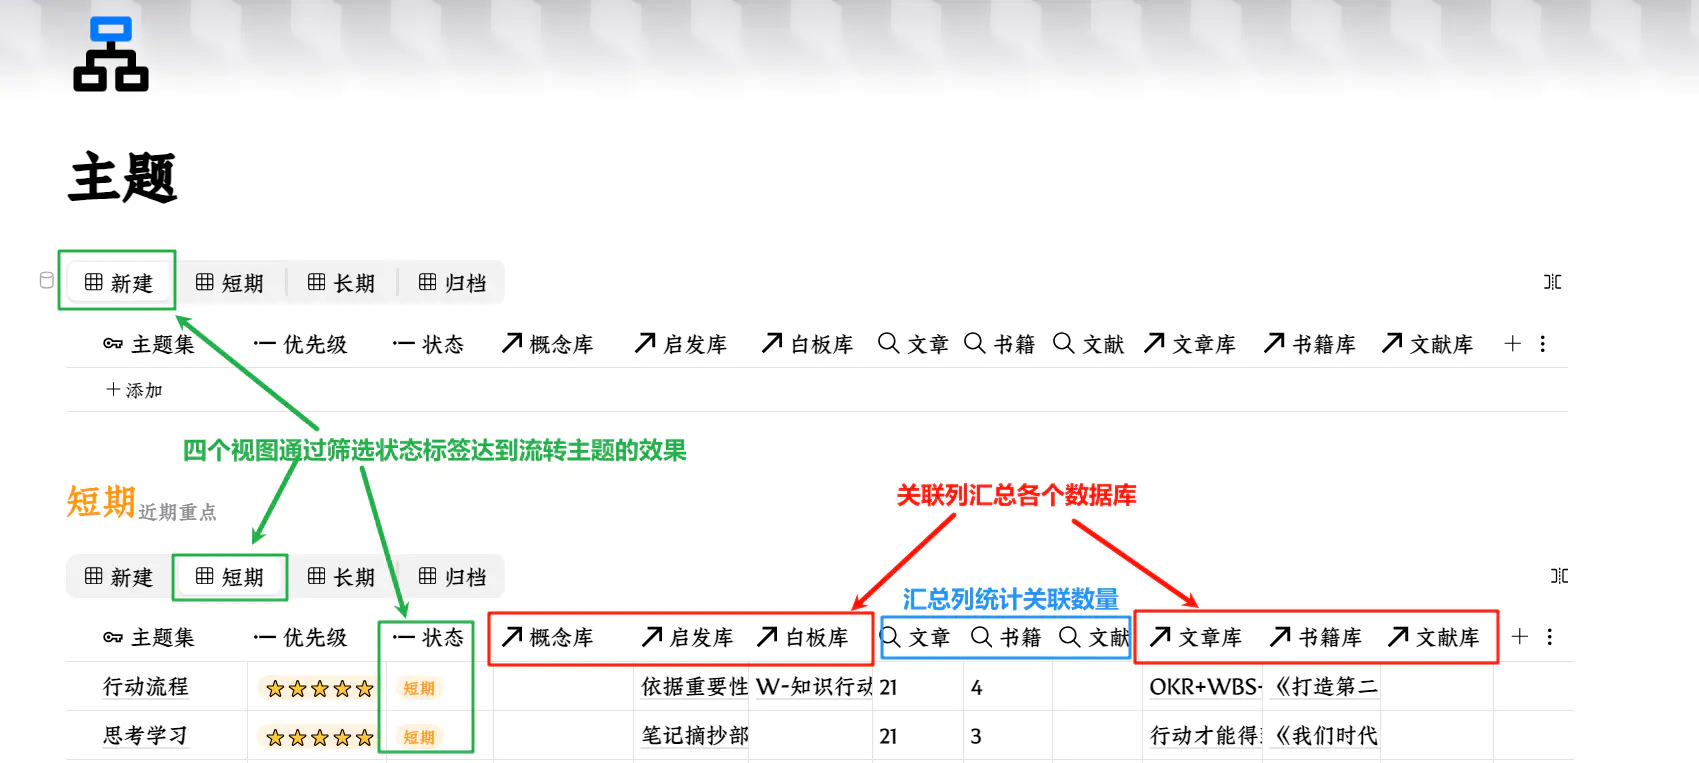 主题
新建 短期 长期 归档
主题集 优先级 状态 概念库 启发库 白板库 文章 书籍 文献 文章库 书籍库 文献库
添加
四个视图通过筛选状态标签达到流转主题的效果
短期 近期重点
关联列汇总各个数据库
新建 短期 长期 归档
汇总列统计关联数量
主题集 优先级 状态 概念库 启发库 白板库 文章 书籍 文献 文章库 书籍库 文献库
行动流程 短期 依据重要性 W-知识行动 21 4 OKR+WBS- 《打造第二
思考学习 短期 笔记摘抄部 21 3 行动才能得 《我们时代